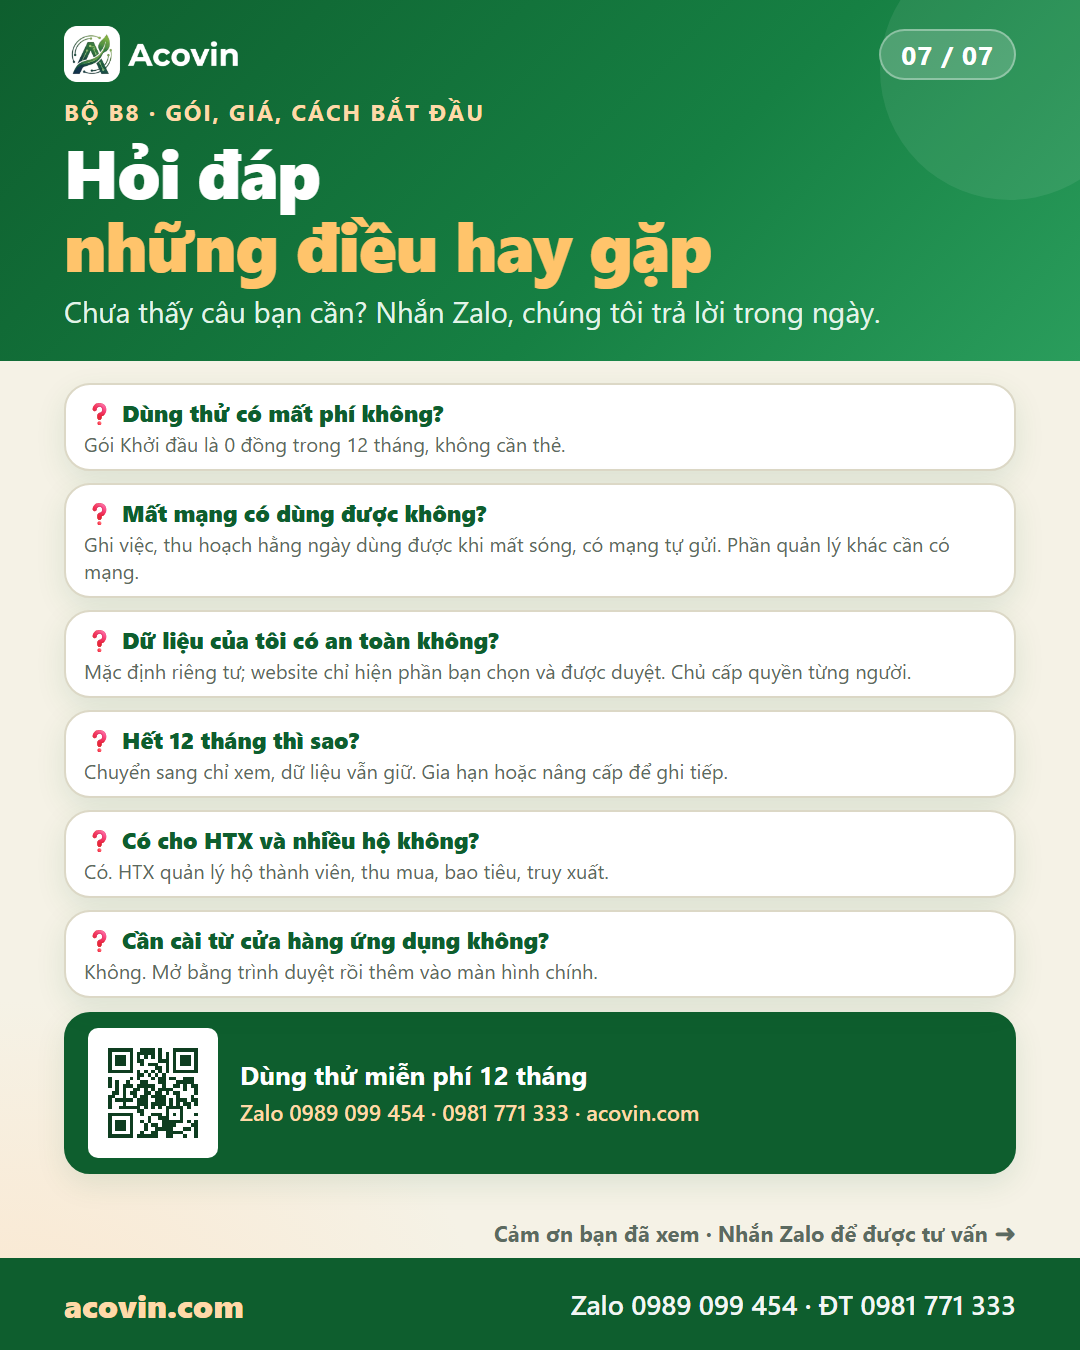 Acovin
07 / 07
BỘ B8 · GÓI, GIÁ, CÁCH BẮT ĐẦU
Hỏi đáp
những điều hay gặp
Chưa thấy câu bạn cần? Nhắn Zalo, chúng tôi trả lời trong ngày.
❓ Dùng thử có mất phí không?
Gói Khởi đầu là 0 đồng trong 12 tháng, không cần thẻ.
❓ Mất mạng có dùng được không?
Ghi việc, thu hoạch hằng ngày dùng được khi mất sóng, có mạng tự gửi. Phần quản lý khác cần có
mạng.
❓ Dữ liệu của tôi có an toàn không?
Mặc định riêng tư; website chỉ hiện phần bạn chọn và được duyệt. Chủ cấp quyền từng người.
❓ Hết 12 tháng thì sao?
Chuyển sang chỉ xem, dữ liệu vẫn giữ. Gia hạn hoặc nâng cấp để ghi tiếp.
❓ Có cho HTX và nhiều hộ không?
Có. HTX quản lý hộ thành viên, thu mua, bao tiêu, truy xuất.
❓ Cần cài từ cửa hàng ứng dụng không?
Không. Mở bằng trình duyệt rồi thêm vào màn hình chính.
Dùng thử miễn phí 12 tháng
Zalo 0989 099 454 · 0981 771 333 · acovin.com
Cảm ơn bạn đã xem · Nhắn Zalo để được tư vấn ➜
acovin.com
Zalo 0989 099 454 · ĐT 0981 771 333